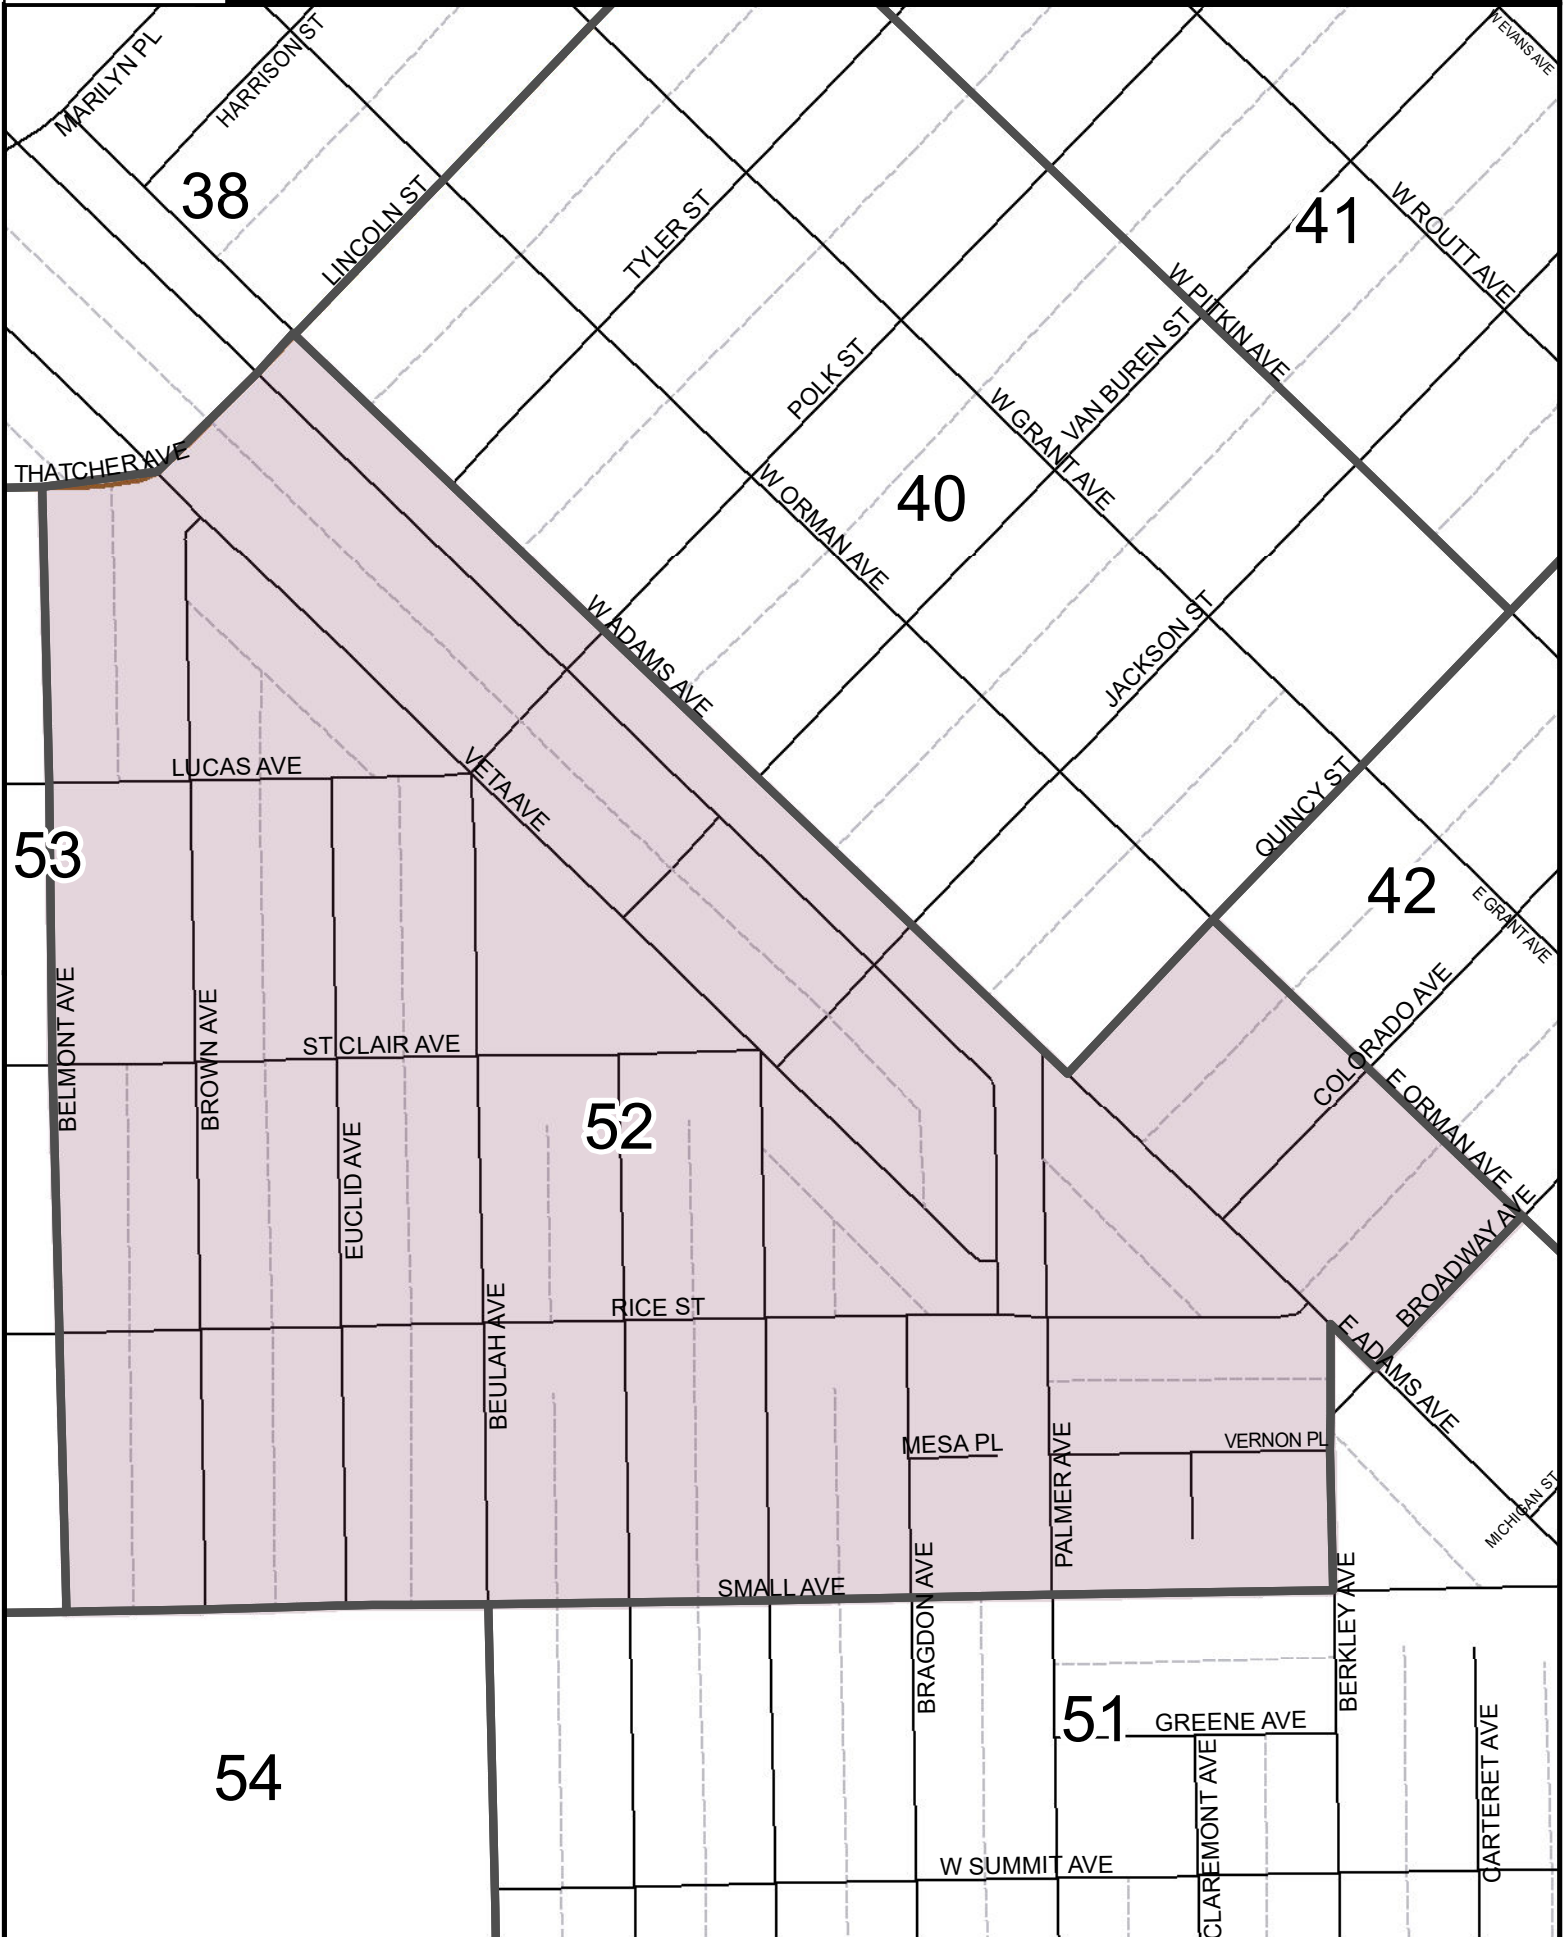 MARILYN PL
HARRISON ST
W EVANS AVE
38
LINCOLN ST
TYLER ST
41
W ROUTT AVE
W PITKIN AVE
VAN BUREN ST
POLK ST
W GRANT AVE
THATCHER AVE
W ORMAN AVE
40
W ADAMS AVE
JACKSON ST
LUCAS AVE
VETA AVE
QUINCY ST
53
42
E GRANT AVE
BELMONT AVE
BROWN AVE
ST CLAIR AVE
COLORADO AVE
E ORMAN AVE
52
EUCLID AVE
E BROADWAY AVE
RICE ST
BEULAH AVE
E ADAMS AVE
MESA PL
PALMER AVE
VERNON PL
MICHIGAN ST
SMALL AVE
BRAGDON AVE
BERKLEY AVE
51
GREENE AVE
54
CLAREMONT AVE
CARTERET AVE
W SUMMIT AVE